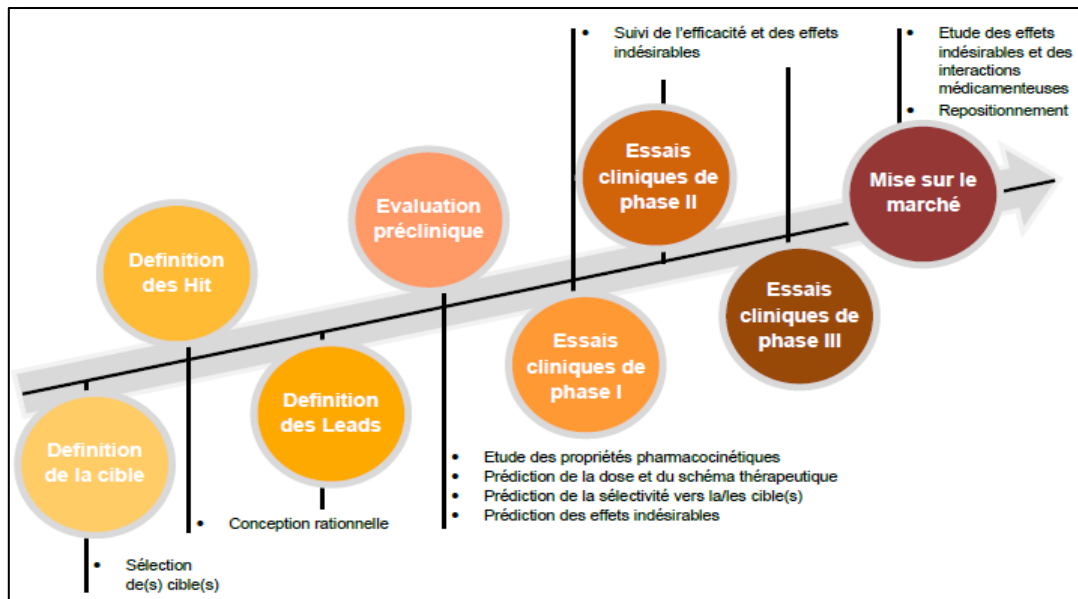 • Suivi de l'efficacité et des effets
indésirables
• Etude des effets
indésirables et des
interactions
médicamenteuses
• Repositionnement
Essais
cliniques de
phase II
Mise sur le
marché
Evaluation
préclinique
Definition
des Hit
Essais
cliniques de
phase III
Essais
cliniques de
phase I
Definition
des Leads
Definition
de la cible
• Etude des propriétés pharmacocinétiques
• Prédiction de la dose et du schéma thérapeutique
• Prédiction de la sélectivité vers la/les cible(s)
• Prédiction des effets indésirables
• Conception rationnelle
• Sélection
de(s) cible(s)